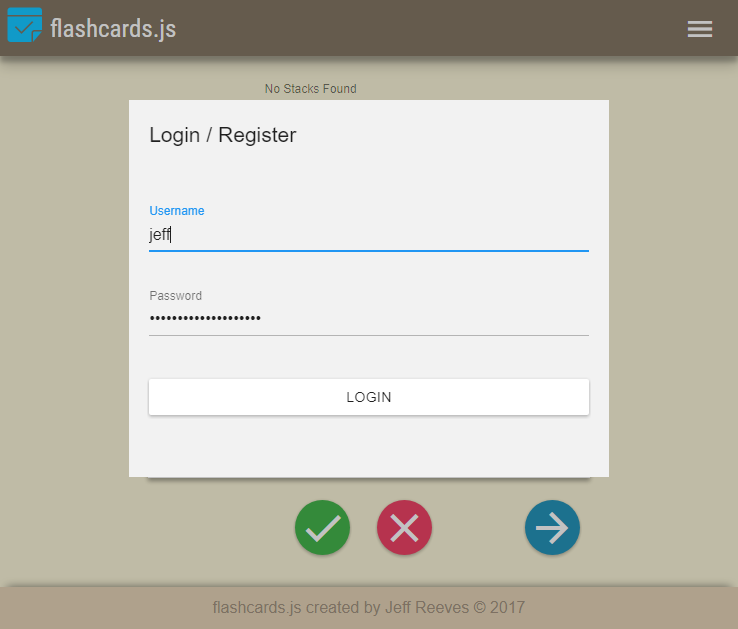 flashcards.js
No Stacks Found
Login / Register
Username
jeff
Password
••••••••••••••••••••
LOGIN
flashcards.js created by Jeff Reeves © 2017